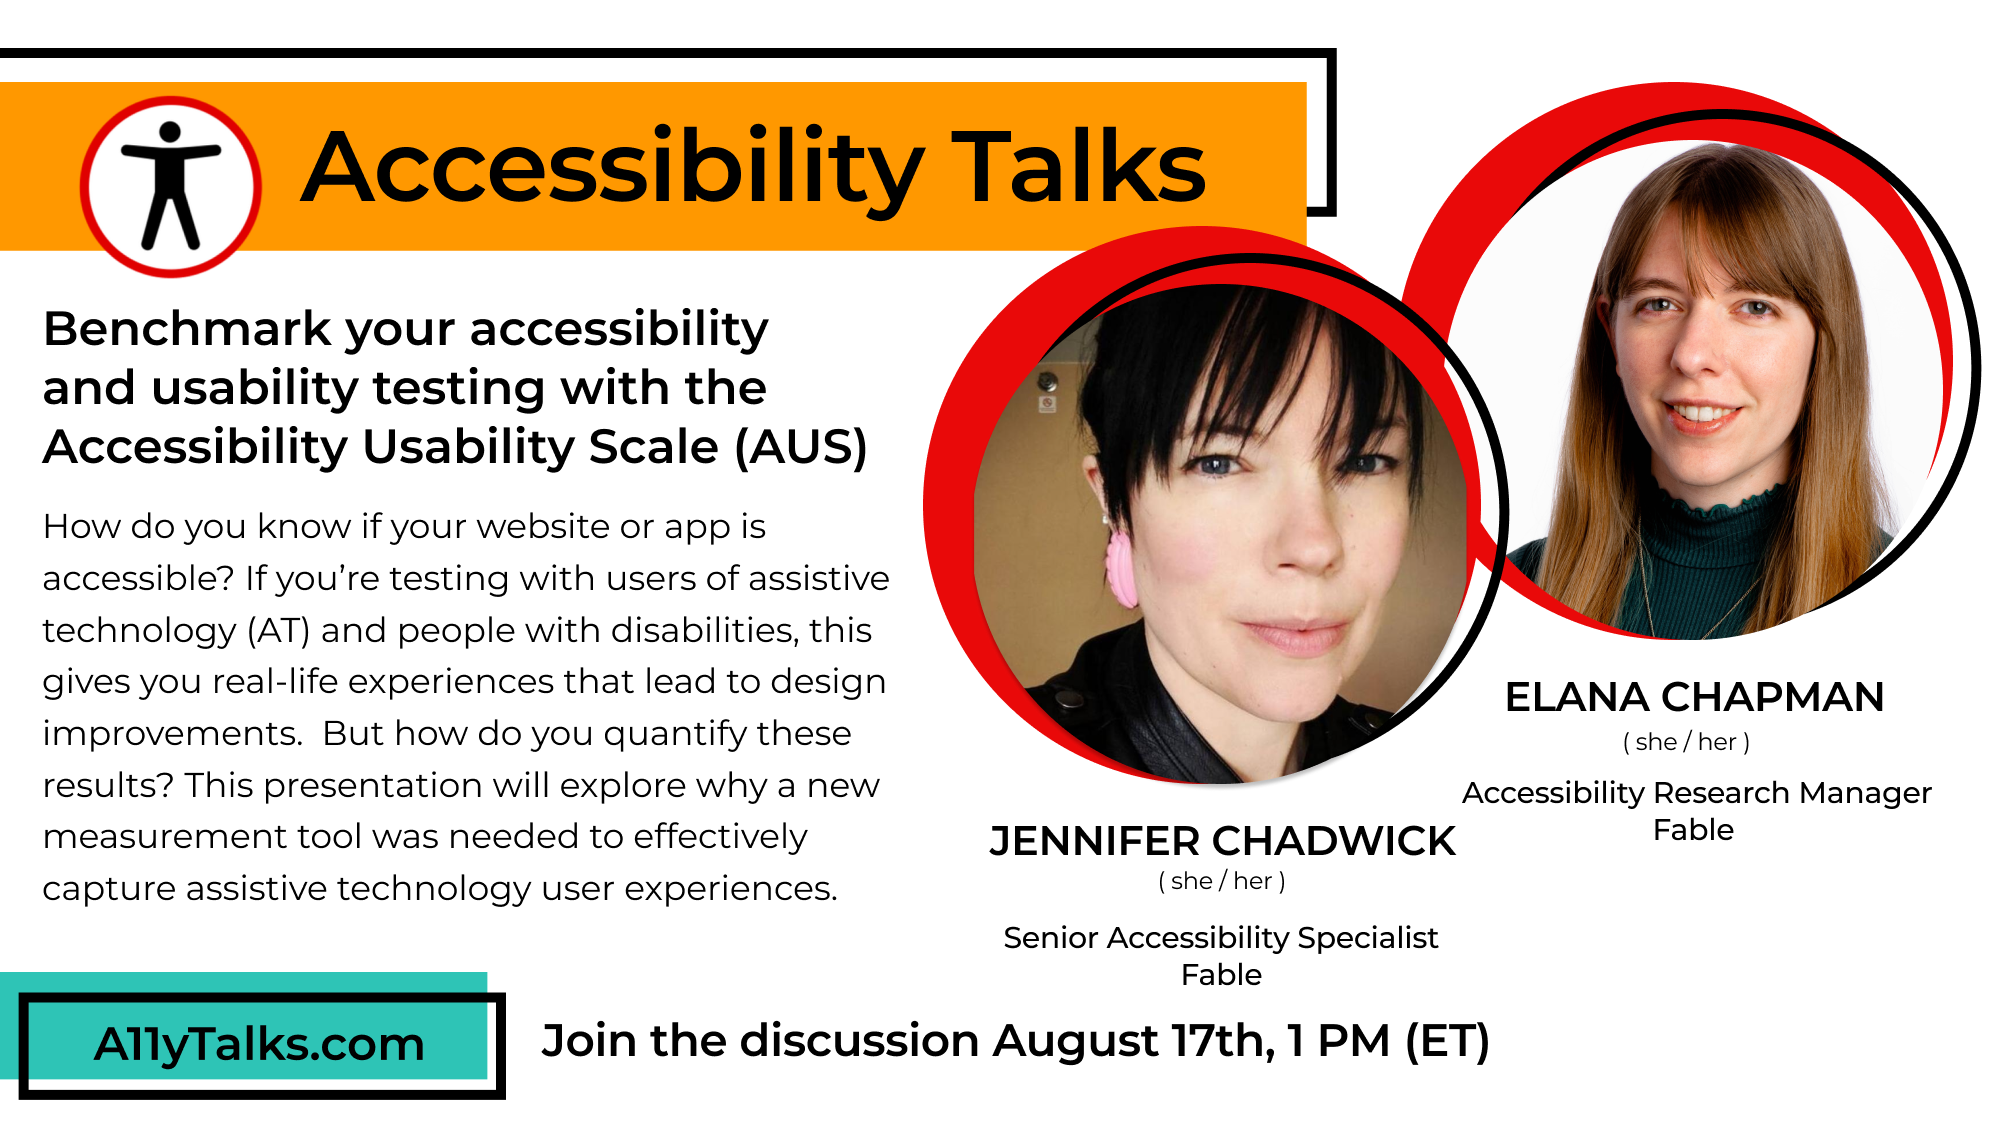 Accessibility Talks
Benchmark your accessibility
and usability testing with the
Accessibility Usability Scale (AUS)
How do you know if your website or app is
accessible? If you’re testing with users of assistive
technology (AT) and people with disabilities, this
gives you real-life experiences that lead to design
improvements.  But how do you quantify these
results? This presentation will explore why a new
measurement tool was needed to effectively
capture assistive technology user experiences.
JENNIFER CHADWICK
( she / her )
Senior Accessibility Specialist
Fable
ELANA CHAPMAN
( she / her )
Accessibility Research Manager
Fable
A11yTalks.com
Join the discussion August 17th, 1 PM (ET)